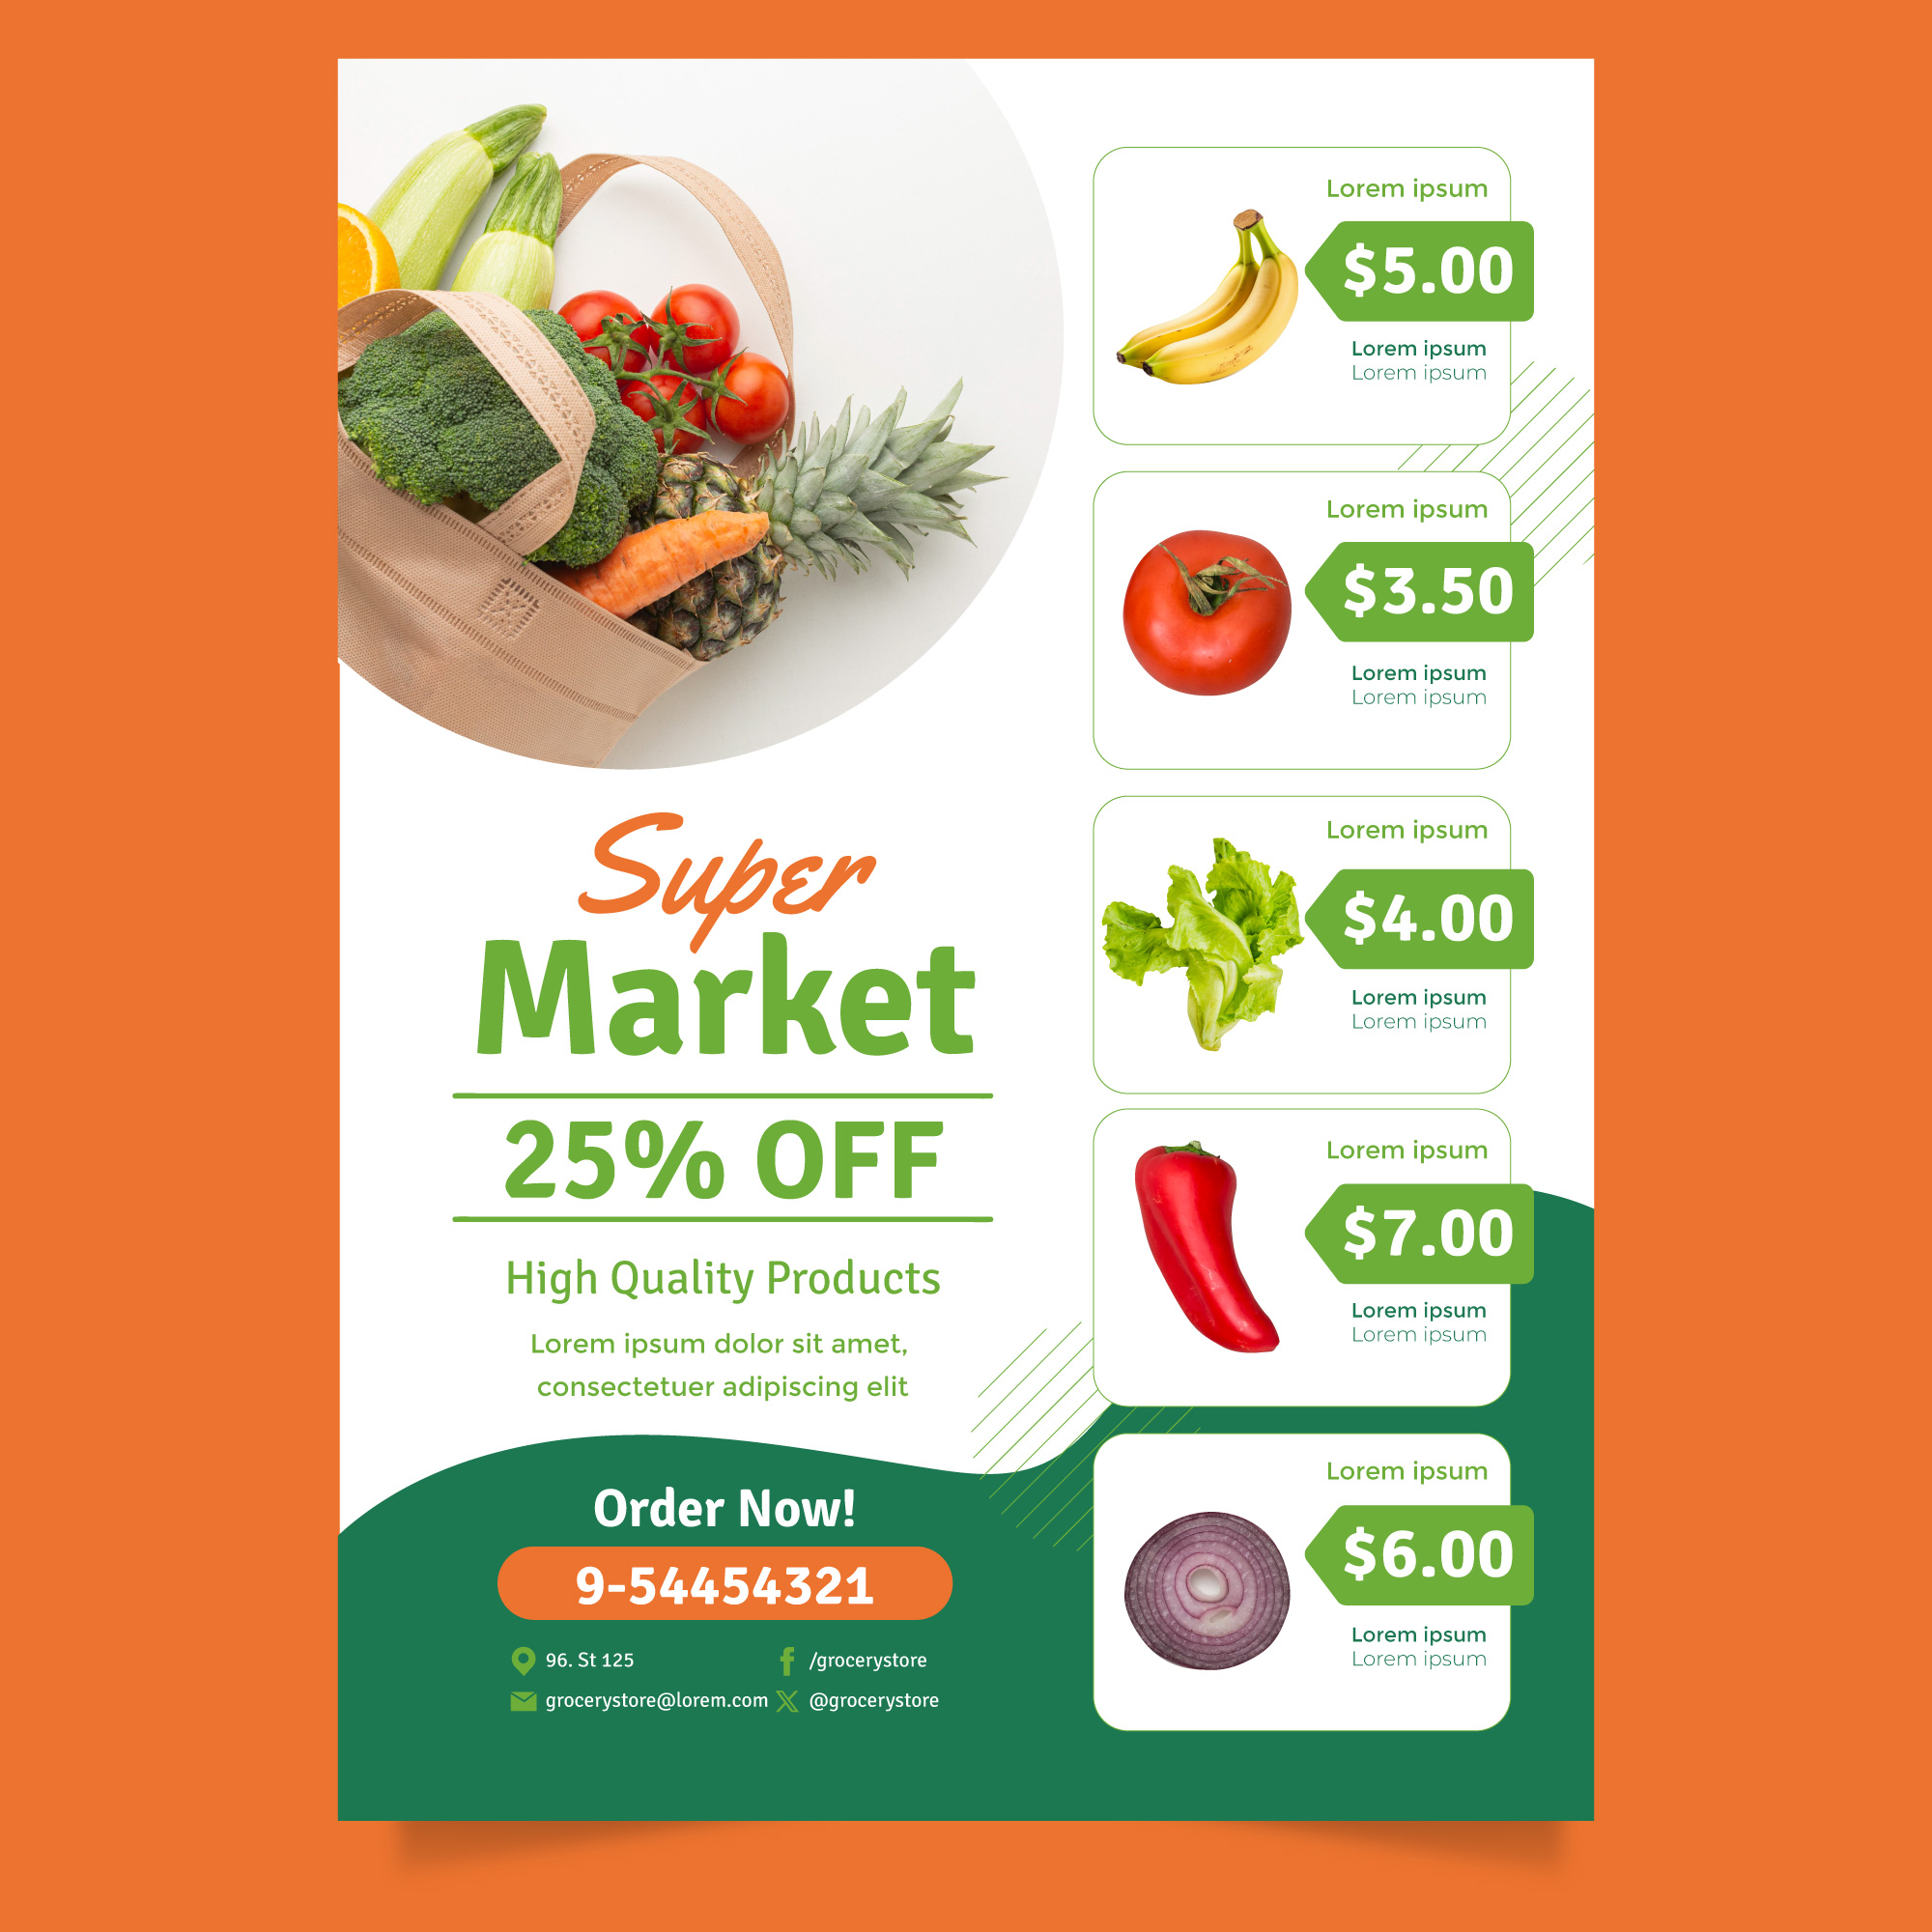 Super
Market
25% OFF
High Quality Products
Lorem ipsum dolor sit amet,
consectetuer adipiscing elit
Order Now!
9-54454321
96. St 125
/grocerystore
grocerystore@lorem.com
@grocerystore
Lorem ipsum
$5.00
Lorem ipsum
Lorem ipsum
Lorem ipsum
$3.50
Lorem ipsum
Lorem ipsum
Lorem ipsum
$4.00
Lorem ipsum
Lorem ipsum
Lorem ipsum
$7.00
Lorem ipsum
Lorem ipsum
Lorem ipsum
$6.00
Lorem ipsum
Lorem ipsum